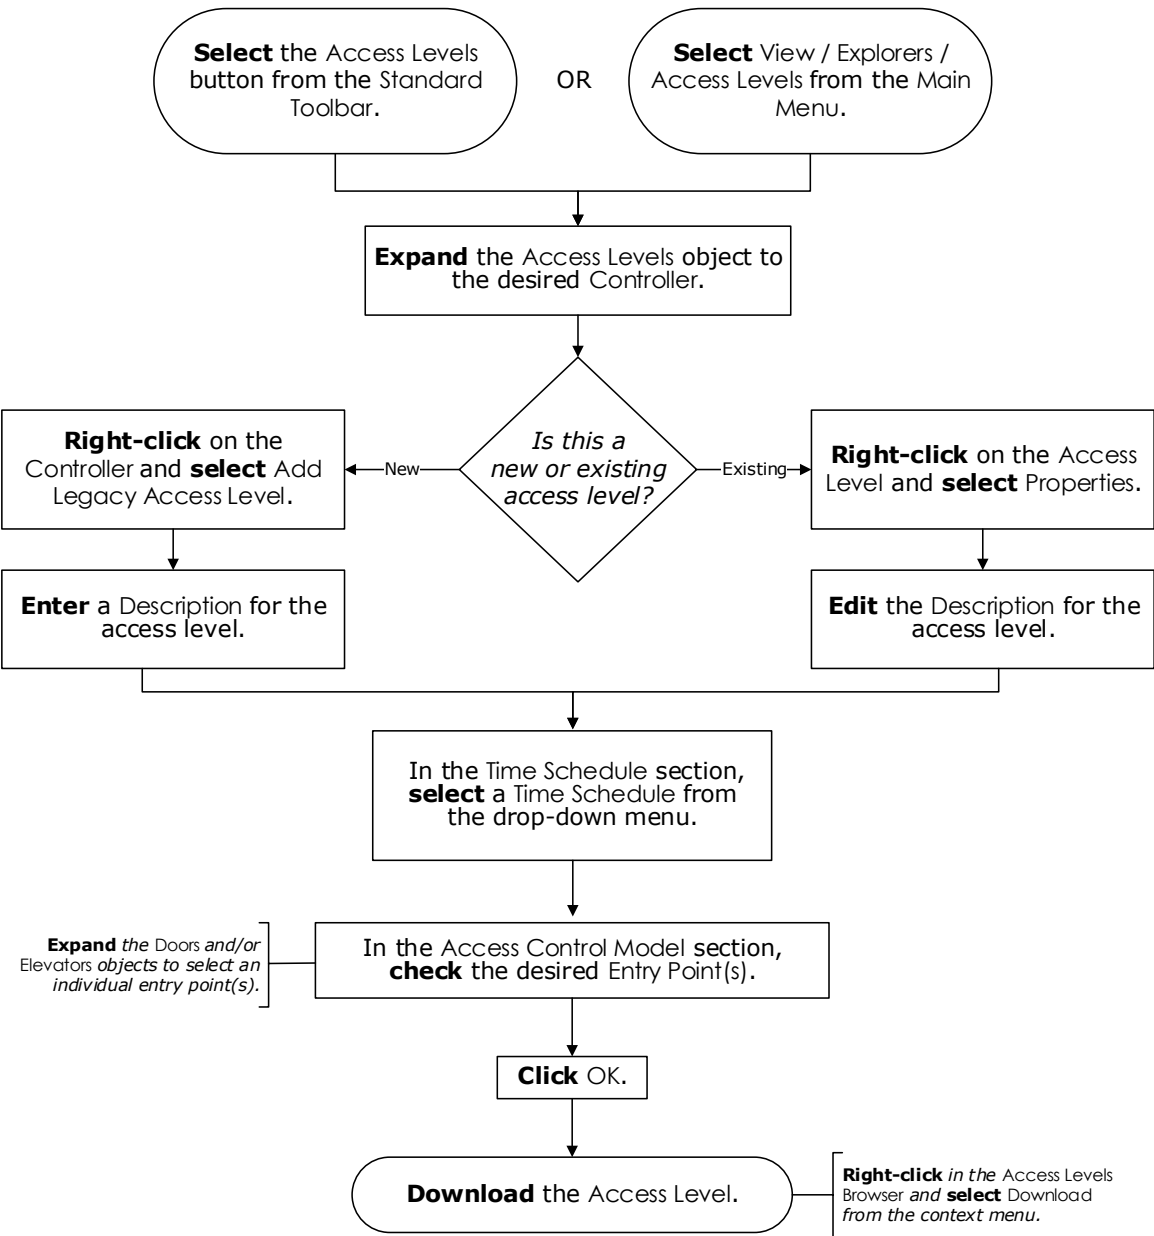 Select the Access Levels
button from the Standard
Toolbar.
OR
Select View / Explorers /
Access Levels from the Main
Menu.
Expand the Access Levels object to
the desired Controller.
Is this a
new or existing
access level?
New
Existing
Right-click on the
Controller and select Add
Legacy Access Level.
Right-click on the Access
Level and select Properties.
Enter a Description for the
access level.
Edit the Description for the
access level.
In the Time Schedule section,
select a Time Schedule from
the drop-down menu.
Expand the Doors and/or
Elevators objects to select an
individual entry point(s).
In the Access Control Model section,
check the desired Entry Point(s).
Click OK.
Download the Access Level.
Right-click in the Access Levels
Browser and select Download
from the context menu.